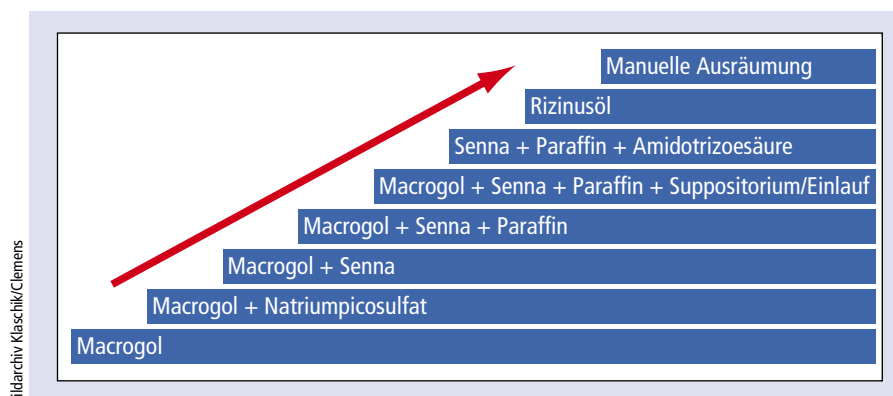 Manuelle Ausräumung
Rizinusöl
Senna + Paraffin + Amidotrizoesäure
Macrogol + Senna + Paraffin + Suppositorium/Einlauf
Macrogol + Senna + Paraffin
Macrogol + Senna
Macrogol + Natriumpicosulfat
Macrogol
ildarchiv Klaschik/Clemens